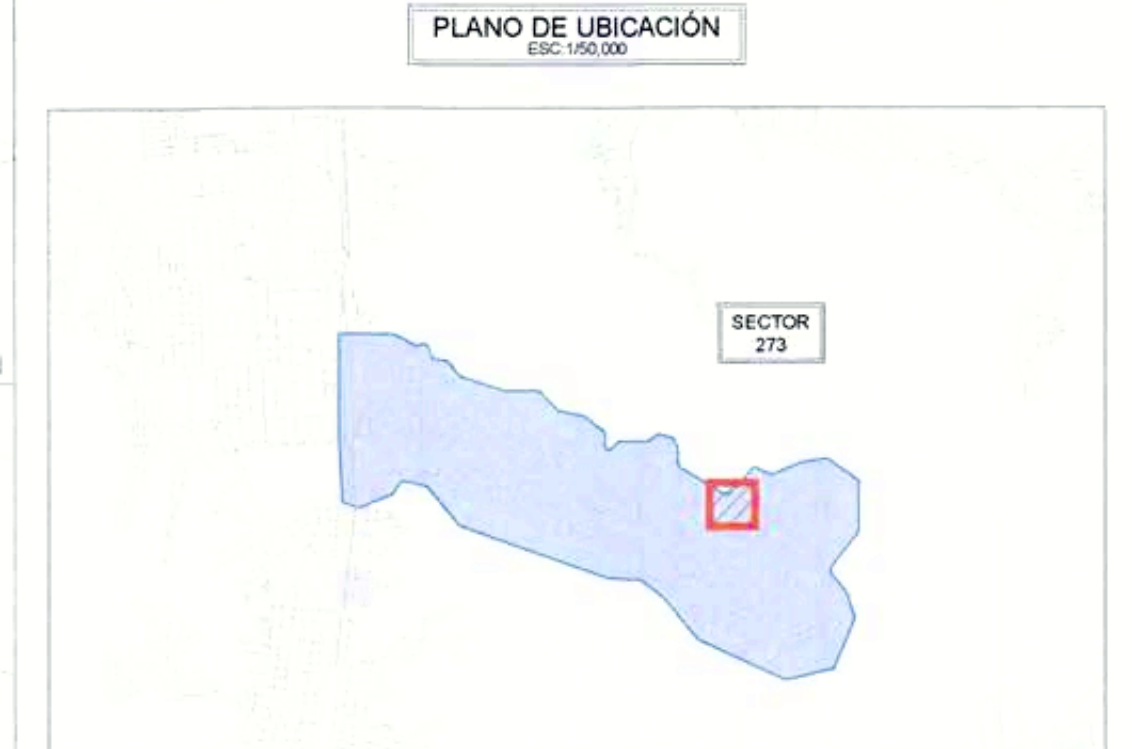 PLANO DE UBICACIÓN
ESC: 1/50,000
SECTOR
273